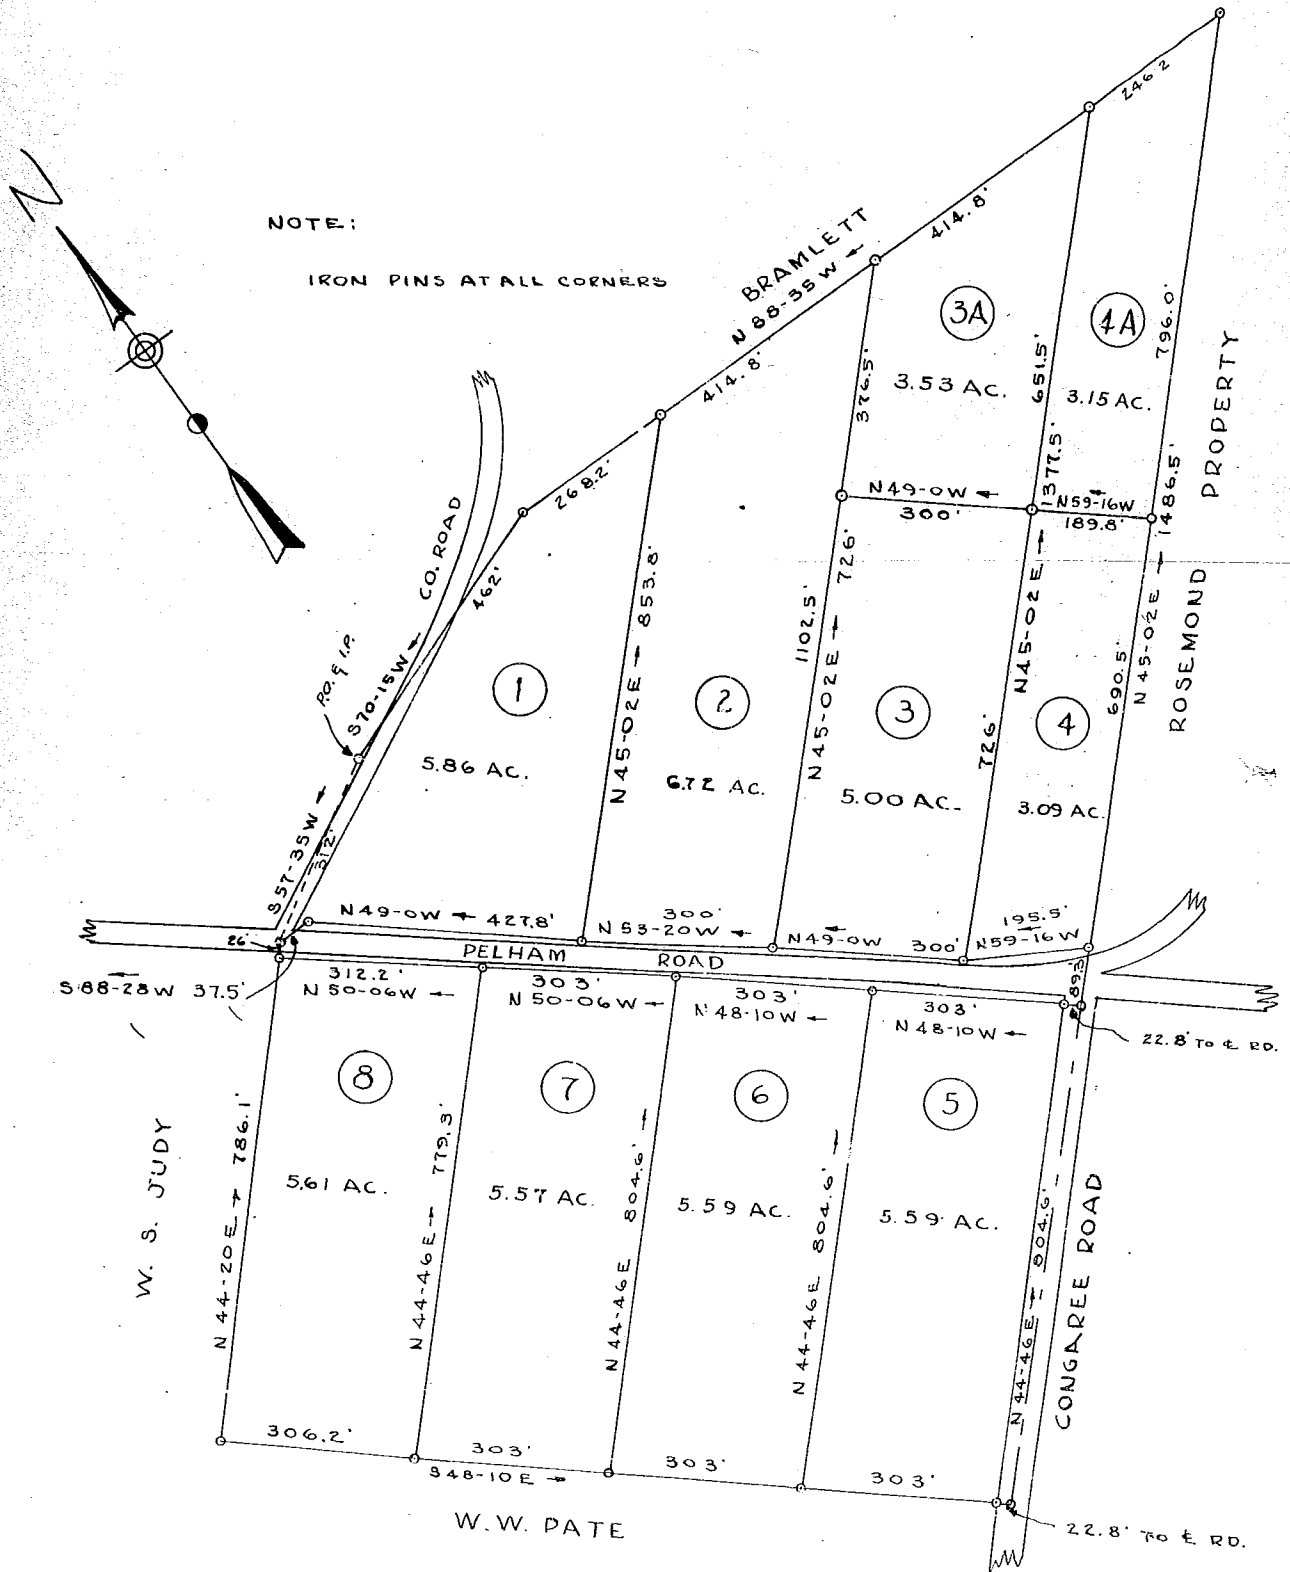 N
NOTE:
IRON PINS AT ALL CORNERS
246.2
414.8'
BRAMLETT
N 88-35 W
414.8'
268.2'
3A
3.53 AC.
4A
3.15 AC.
376.5'
651.5'
796.0'
1377.5'
1486.5'
PROPERTY
ROSEMOND
N49-0W
300'
N59-16W
189.8'
CO. ROAD
462'
S70-15W
P.O. & I.P.
S57-35W
312'
1
5.86 AC.
N45-02E 853.8'
2
6.72 AC.
1102.5'
N 45-02E 726'
3
5.00 AC.
N45-02E
726'
4
3.09 AC.
690.5'
N 45-02E
N49-0W 427.8'
300'
N 53-20W
N49-0W 300'
195.5'
N59-16 W
89.3'
PELHAM ROAD
26'
S 88-28W 37.5'
312.2'
N 50-06W
303'
N 50-06W
303'
N 48-10W
303'
N 48-10W
22.8' TO ℄ RD.
8
5.61 AC.
7
5.57 AC.
6
5.59 AC.
5
5.59 AC.
W. S. JUDY
N 44-20E 786.1'
N 44-46E 779.3'
N 44-46E 804.6'
N 44-46E 804.6'
N 44-46E 804.6'
CONGAREE ROAD
306.2'
303'
S48-10E
303'
303'
W.W. PATE
22.8' TO ℄ RD.